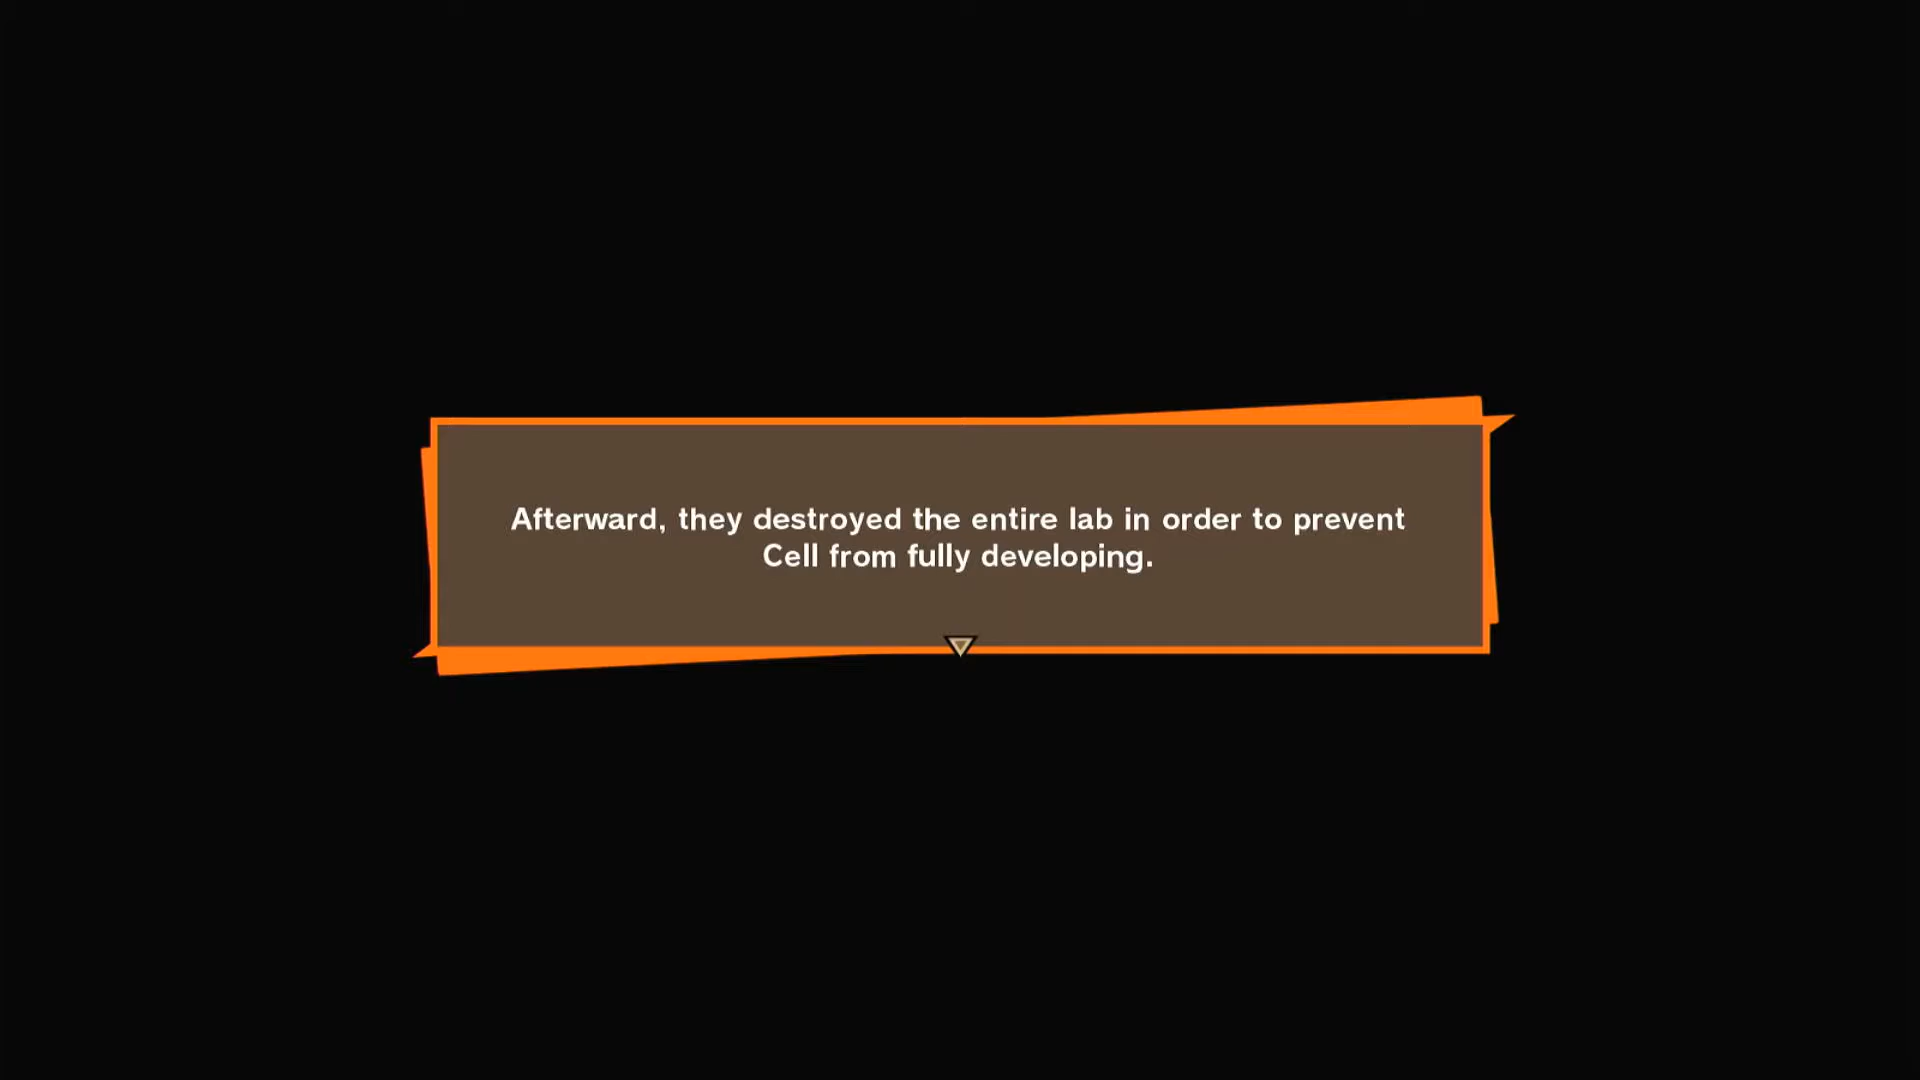 Afterward, they destroyed the entire lab in order to prevent
Cell from fully developing.